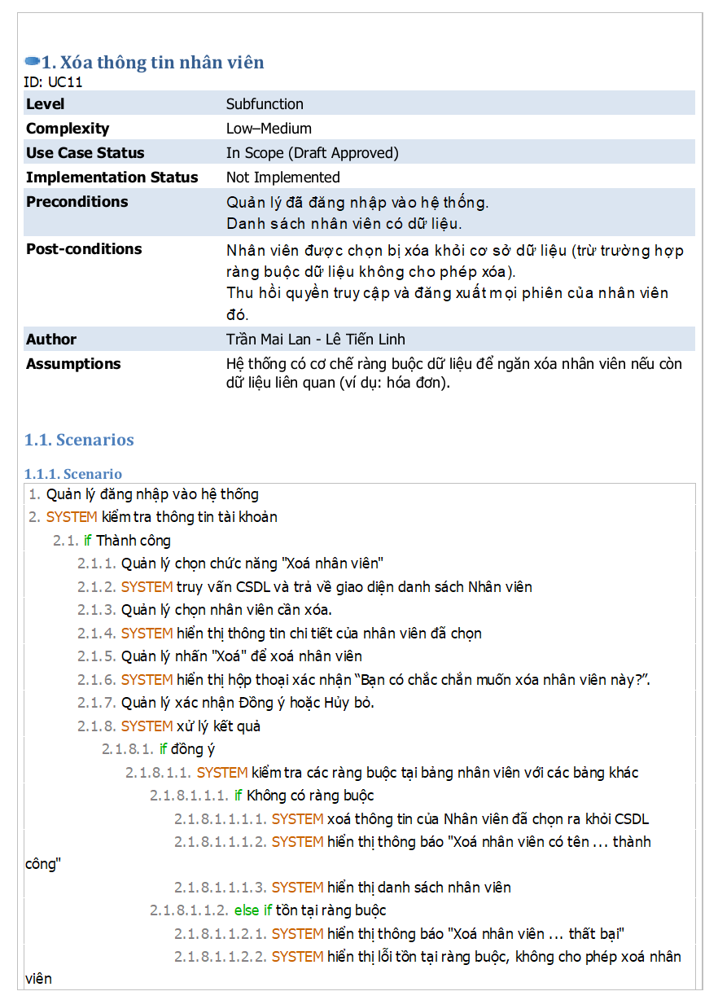 1. Xóa thông tin nhân viên
ID: UC11
Level Subfunction
Complexity Low–Medium
Use Case Status In Scope (Draft Approved)
Implementation Status Not Implemented
Preconditions Quản lý đã đăng nhập vào hệ thống.
Danh sách nhân viên có dữ liệu.
Post-conditions Nhân viên được chọn bị xóa khỏi cơ sở dữ liệu (trừ trường hợp
ràng buộc dữ liệu không cho phép xóa).
Thu hồi quyền truy cập và đăng xuất mọi phiên của nhân viên
đó.
Author Trần Mai Lan - Lê Tiến Linh
Assumptions Hệ thống có cơ chế ràng buộc dữ liệu để ngăn xóa nhân viên nếu còn
dữ liệu liên quan (ví dụ: hóa đơn).
1.1. Scenarios
1.1.1. Scenario
1. Quản lý đăng nhập vào hệ thống
2. SYSTEM kiểm tra thông tin tài khoản
2.1. if Thành công
2.1.1. Quản lý chọn chức năng "Xoá nhân viên"
2.1.2. SYSTEM truy vấn CSDL và trả về giao diện danh sách Nhân viên
2.1.3. Quản lý chọn nhân viên cần xóa.
2.1.4. SYSTEM hiển thị thông tin chi tiết của nhân viên đã chọn
2.1.5. Quản lý nhấn "Xoá" để xoá nhân viên
2.1.6. SYSTEM hiển thị hộp thoại xác nhận “Bạn có chắc chắn muốn xóa nhân viên này?”.
2.1.7. Quản lý xác nhận Đồng ý hoặc Hủy bỏ.
2.1.8. SYSTEM xử lý kết quả
2.1.8.1. if đồng ý
2.1.8.1.1. SYSTEM kiểm tra các ràng buộc tại bảng nhân viên với các bảng khác
2.1.8.1.1.1. if Không có ràng buộc
2.1.8.1.1.1.1. SYSTEM xoá thông tin của Nhân viên đã chọn ra khỏi CSDL
2.1.8.1.1.1.2. SYSTEM hiển thị thông báo "Xoá nhân viên có tên ... thành
công"
2.1.8.1.1.1.3. SYSTEM hiển thị danh sách nhân viên
2.1.8.1.1.2. else if tồn tại ràng buộc
2.1.8.1.1.2.1. SYSTEM hiển thị thông báo "Xoá nhân viên ... thất bại"
2.1.8.1.1.2.2. SYSTEM hiển thị lỗi tồn tại ràng buộc, không cho phép xoá nhân
viên